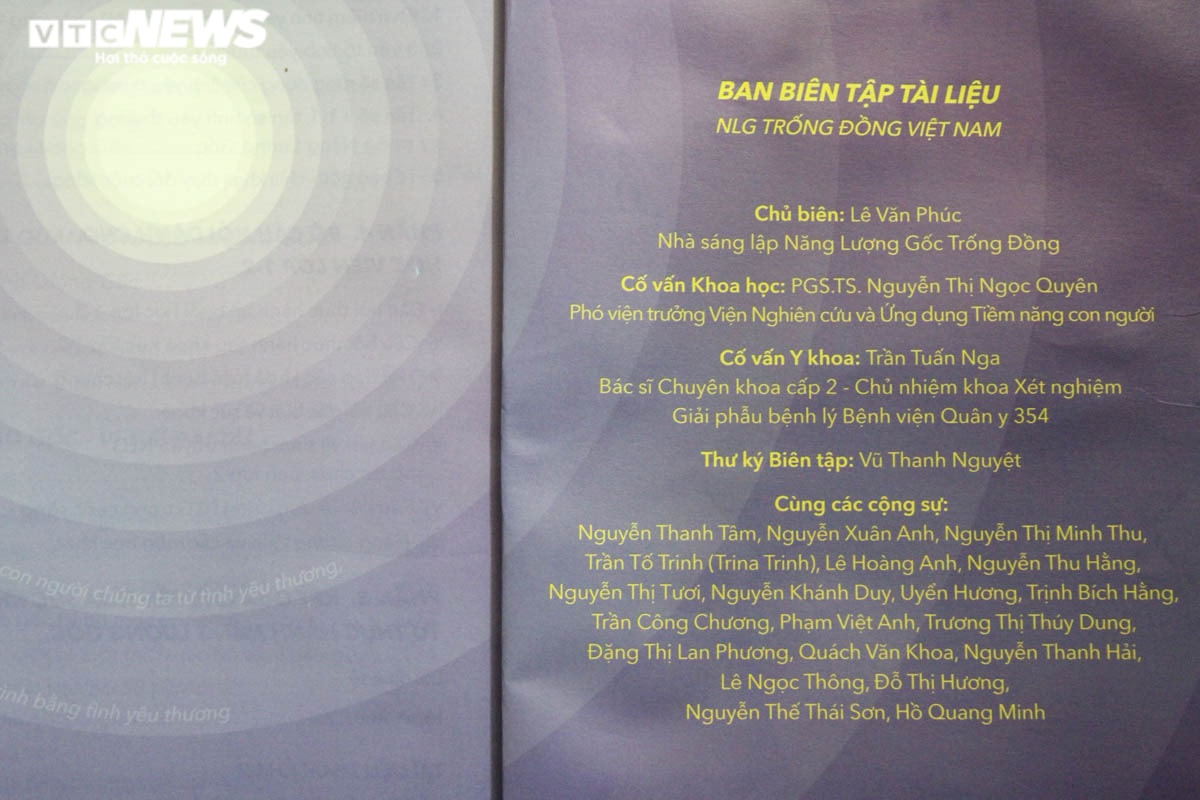 VTC NEWS
Hơi thở cuộc sống
con người chúng ta từ tình yêu thương,
bằng tình yêu thương
BAN BIÊN TẬP TÀI LIỆU
NLG TRỐNG ĐỒNG VIỆT NAM
Chủ biên: Lê Văn Phúc
Nhà sáng lập Năng Lượng Gốc Trống Đồng
Cố vấn Khoa học: PGS.TS. Nguyễn Thị Ngọc Quyên
Phó viện trưởng Viện Nghiên cứu và Ứng dụng Tiềm năng con người
Cố vấn Y khoa: Trần Tuấn Nga
Bác sĩ Chuyên khoa cấp 2 - Chủ nhiệm khoa Xét nghiệm
Giải phẫu bệnh lý Bệnh viện Quân y 354
Thư ký Biên tập: Vũ Thanh Nguyệt
Cùng các cộng sự:
Nguyễn Thanh Tâm, Nguyễn Xuân Anh, Nguyễn Thị Minh Thu,
Trần Tố Trinh (Trina Trinh), Lê Hoàng Anh, Nguyễn Thu Hằng,
Nguyễn Thị Tươi, Nguyễn Khánh Duy, Uyển Hương, Trịnh Bích Hằng,
Trần Công Chương, Phạm Việt Anh, Trương Thị Thúy Dung,
Đặng Thị Lan Phương, Quách Văn Khoa, Nguyễn Thanh Hải,
Lê Ngọc Thông, Đỗ Thị Hương,
Nguyễn Thế Thái Sơn, Hồ Quang Minh